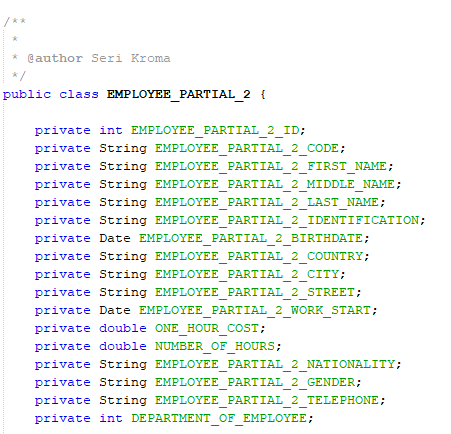 /**
 *
 * @author Seri Kroma
 */
public class EMPLOYEE_PARTIAL_2 {
private int EMPLOYEE_PARTIAL_2_ID;
private String EMPLOYEE_PARTIAL_2_CODE;
private String EMPLOYEE_PARTIAL_2_FIRST_NAME;
private String EMPLOYEE_PARTIAL_2_MIDDLE_NAME;
private String EMPLOYEE_PARTIAL_2_LAST_NAME;
private String EMPLOYEE_PARTIAL_2_IDENTIFICATION;
private Date EMPLOYEE_PARTIAL_2_BIRTHDATE;
private String EMPLOYEE_PARTIAL_2_COUNTRY;
private String EMPLOYEE_PARTIAL_2_CITY;
private String EMPLOYEE_PARTIAL_2_STREET;
private Date EMPLOYEE_PARTIAL_2_WORK_START;
private double ONE_HOUR_COST;
private double NUMBER_OF_HOURS;
private String EMPLOYEE_PARTIAL_2_NATIONALITY;
private String EMPLOYEE_PARTIAL_2_GENDER;
private String EMPLOYEE_PARTIAL_2_TELEPHONE;
private int DEPARTMENT_OF_EMPLOYEE;